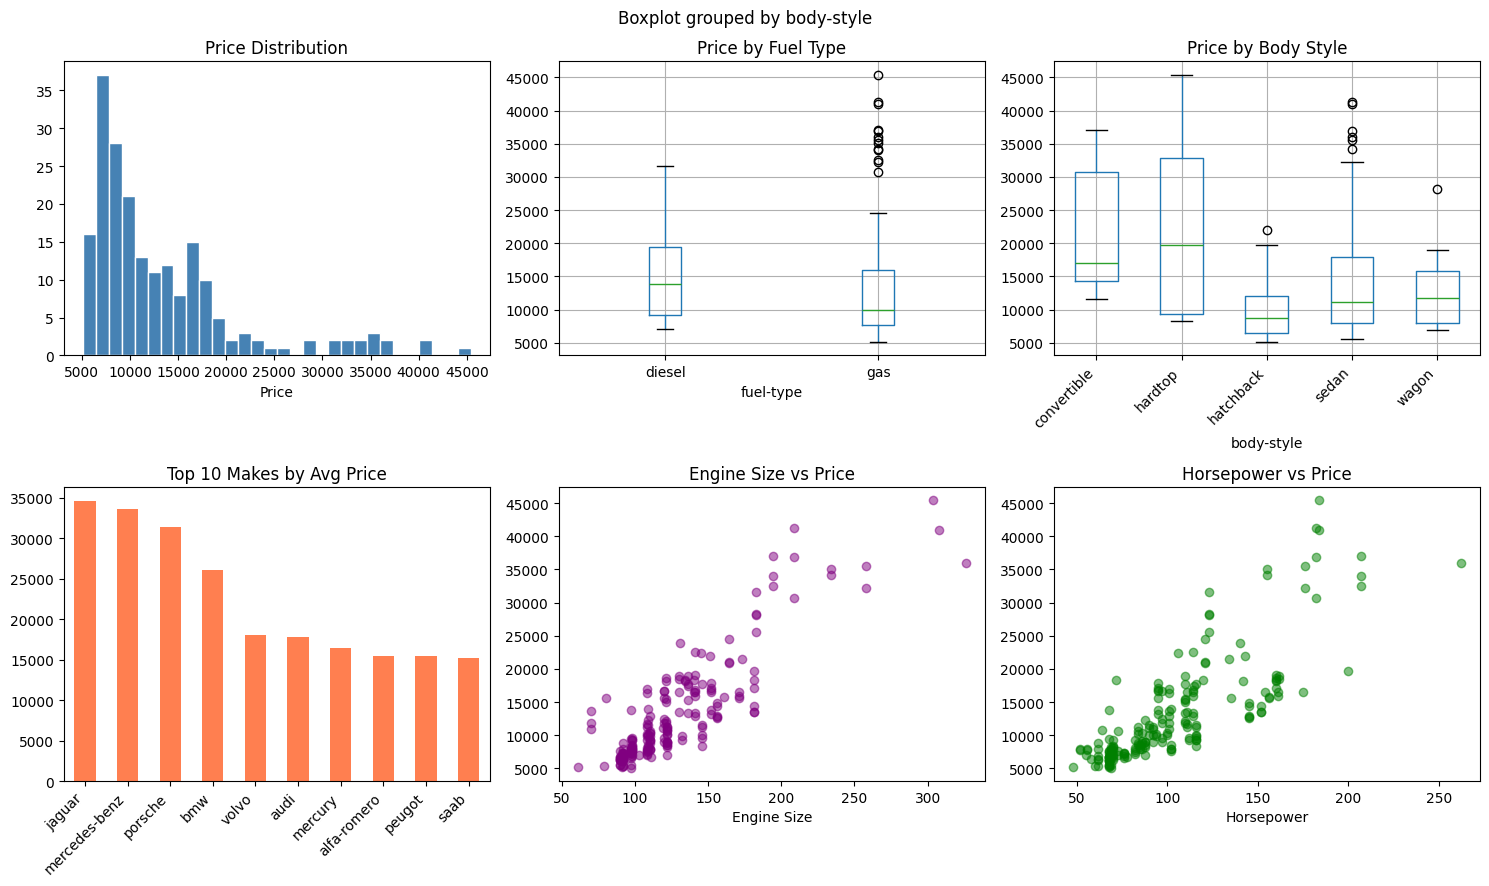 Boxplot grouped by body-style
Price Distribution
35
30
25
20
15
10
5
0
5000 10000 15000 20000 25000 30000 35000 40000 45000
Price
Price by Fuel Type
45000
40000
35000
30000
25000
20000
15000
10000
5000
diesel gas
fuel-type
Price by Body Style
45000
40000
35000
30000
25000
20000
15000
10000
5000
convertible hardtop hatchback sedan wagon
body-style
Top 10 Makes by Avg Price
35000
30000
25000
20000
15000
10000
5000
0
jaguar mercedes-benz porsche bmw volvo audi mercury alfa-romero peugot saab
Engine Size vs Price
45000
40000
35000
30000
25000
20000
15000
10000
5000
50 100 150 200 250 300
Engine Size
Horsepower vs Price
45000
40000
35000
30000
25000
20000
15000
10000
5000
50 100 150 200 250
Horsepower